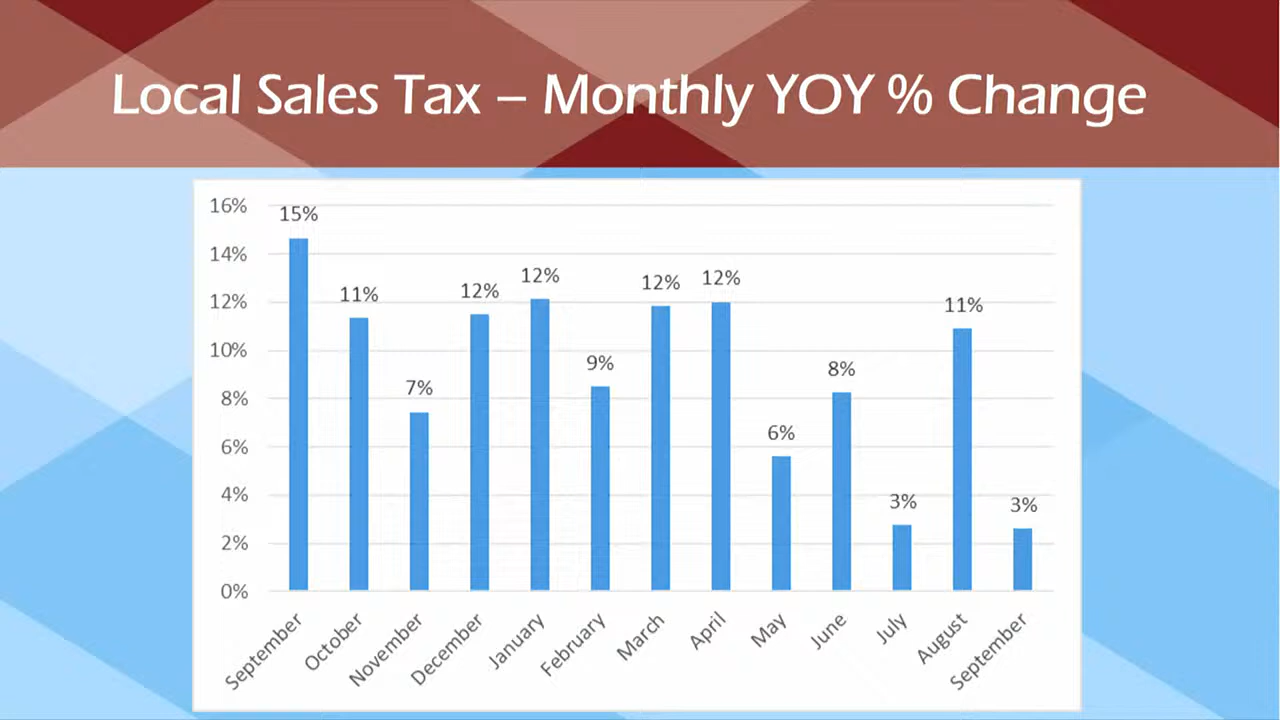 Local Sales Tax – Monthly YOY % Change
16%
14%
12%
10%
8%
6%
4%
2%
0%
15%
11%
7%
12%
12%
9%
12%
12%
6%
8%
3%
11%
3%
September
October
November
December
January
February
March
April
May
June
July
August
September